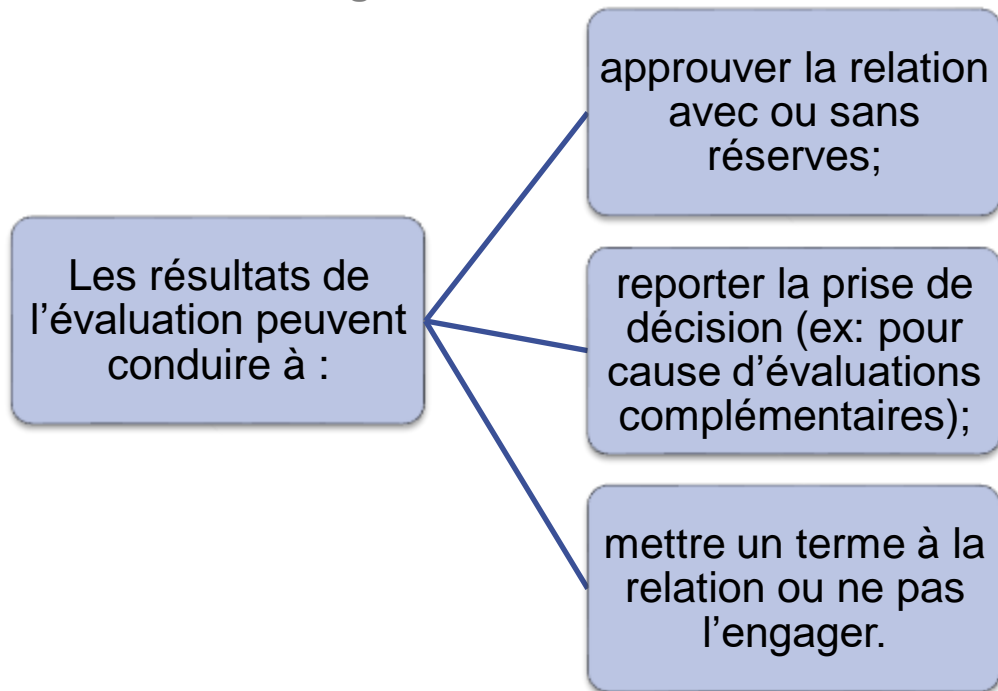 Les résultats de
l’évaluation peuvent
conduire à :
approuver la relation
avec ou sans
réserves;
reporter la prise de
décision (ex: pour
cause d’évaluations
complémentaires);
mettre un terme à la
relation ou ne pas
l’engager.